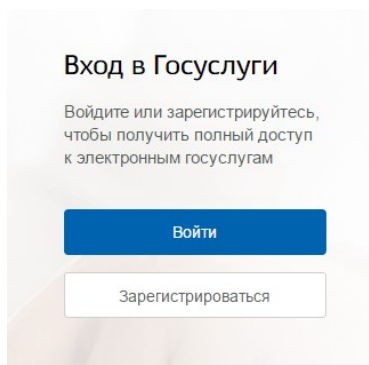 Вход в Госуслуги
Войдите или зарегистрируйтесь,
чтобы получить полный доступ
к электронным госуслугам
Войти
Зарегистрироваться